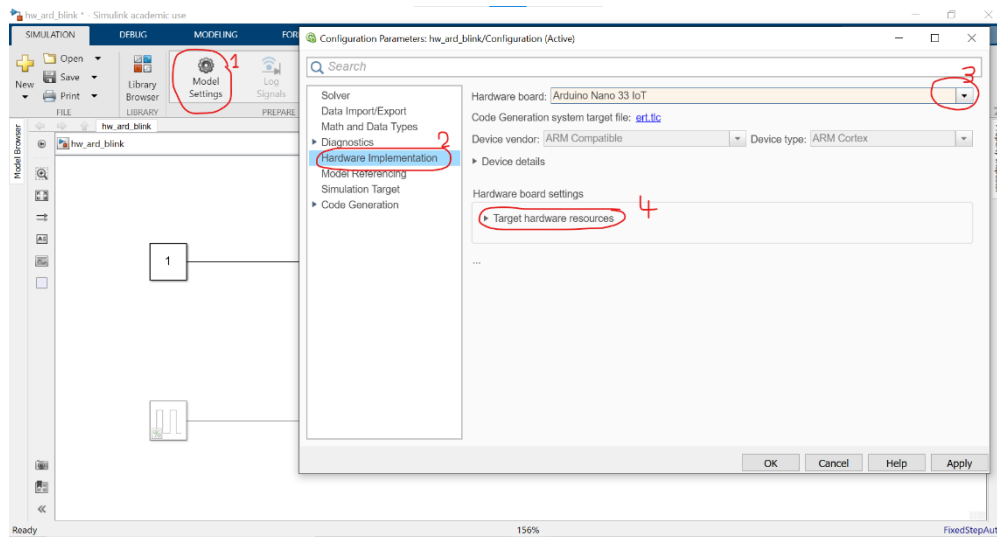 hw_ard_blink * - Simulink academic use
SIMULATION DEBUG MODELING FOR
New
Open
Save
Print
FILE
Library Browser
LIBRARY
Model Settings
1
Log Signals
PREPARE
hw_ard_blink
Model Browser
hw_ard_blink
1
Configuration Parameters: hw_ard_blink/Configuration (Active)
Search
Solver
Data Import/Export
Math and Data Types
Diagnostics
2
Hardware Implementation
Model Referencing
Simulation Target
Code Generation
3
Hardware board: Arduino Nano 33 IoT
Code Generation system target file: ert.tlc
Device vendor: ARM Compatible Device type: ARM Cortex
Device details
Hardware board settings
Target hardware resources
4
...
OK Cancel Help Apply
Ready 156% FixedStepAut